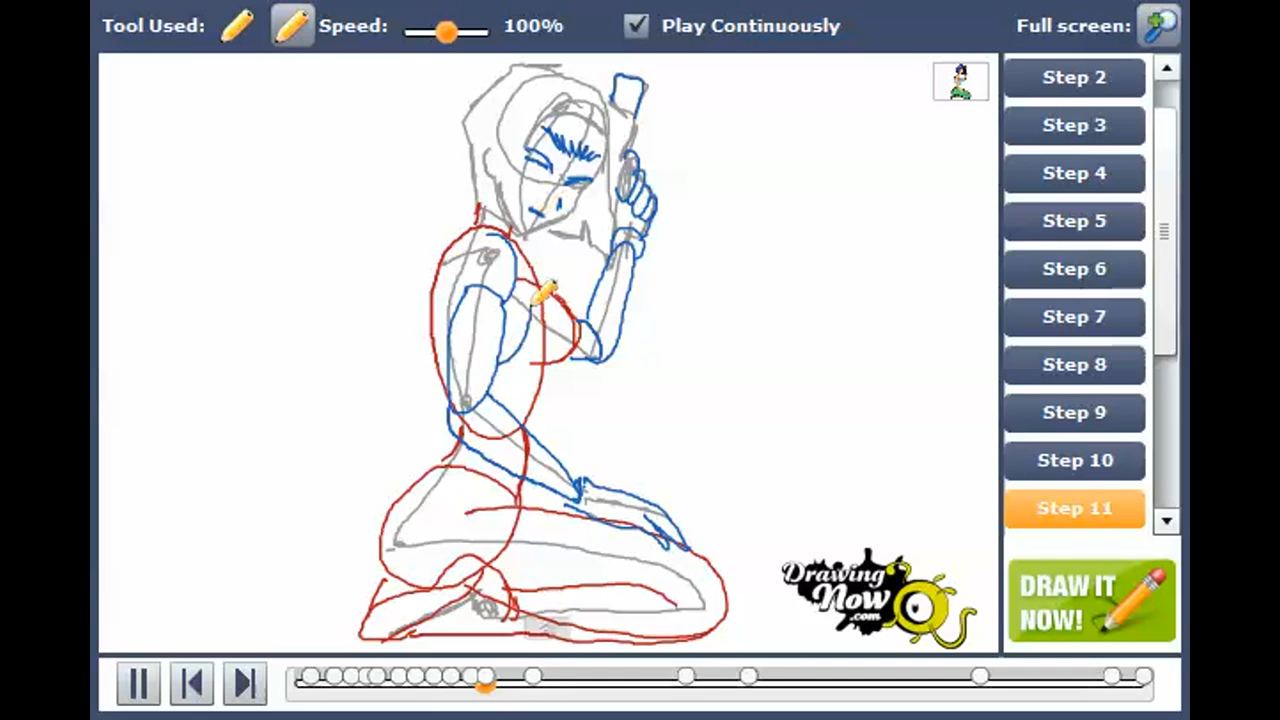 Tool Used:
Speed:
100%
Play Continuously
Full screen:
Step 2
Step 3
Step 4
Step 5
Step 6
Step 7
Step 8
Step 9
Step 10
Step 11
Drawing
Now
.com
DRAW IT
NOW!